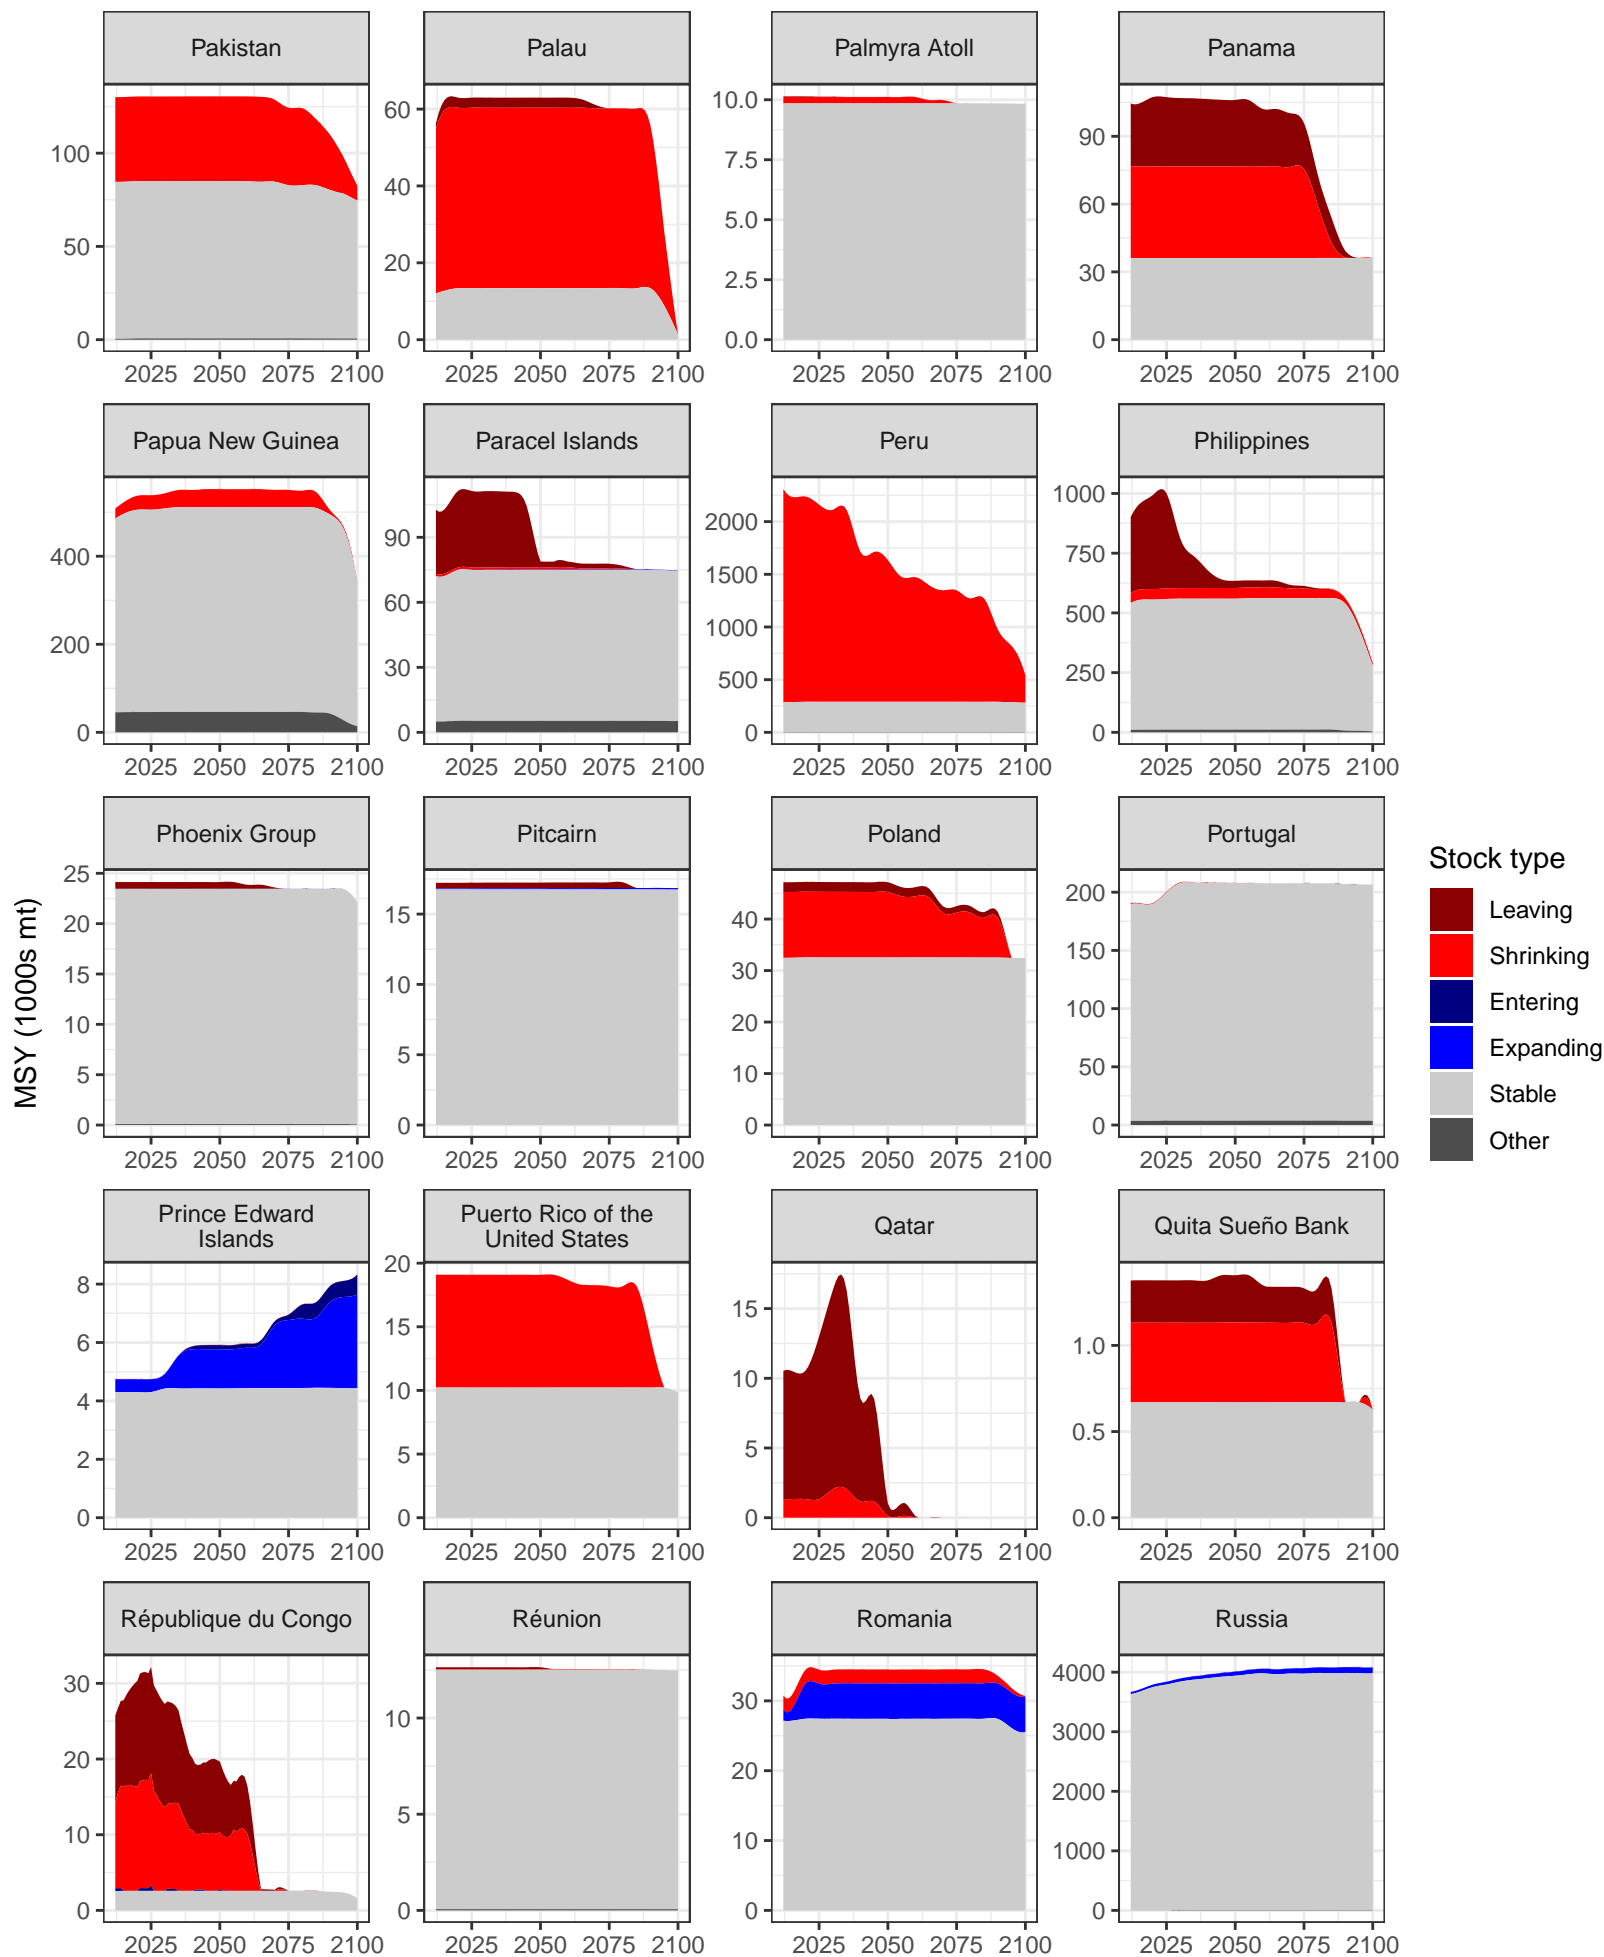 Pakistan
Palau
Palmyra Atoll
Panama
100
50
0
60
40
20
0
10.0
7.5
5.0
2.5
0.0
90
60
30
0
2025 2050 2075 2100
2025 2050 2075 2100
2025 2050 2075 2100
2025 2050 2075 2100
Papua New Guinea
Paracel Islands
Peru
Philippines
400
200
0
90
60
30
0
2000
1500
1000
500
0
1000
750
500
250
0
2025 2050 2075 2100
2025 2050 2075 2100
2025 2050 2075 2100
2025 2050 2075 2100
Phoenix Group
Pitcairn
Poland
Portugal
25
20
15
10
5
0
15
10
5
0
40
30
20
10
0
200
150
100
50
0
2025 2050 2075 2100
2025 2050 2075 2100
2025 2050 2075 2100
2025 2050 2075 2100
MSY (1000s mt)
Stock type
Leaving
Shrinking
Entering
Expanding
Stable
Other
Prince Edward
Islands
Puerto Rico of the
United States
Qatar
Quita Sueño Bank
8
6
4
2
0
20
15
10
5
0
15
10
5
0
1.0
0.5
0.0
2025 2050 2075 2100
2025 2050 2075 2100
2025 2050 2075 2100
2025 2050 2075 2100
République du Congo
Réunion
Romania
Russia
30
20
10
0
10
5
0
30
20
10
0
4000
3000
2000
1000
0
2025 2050 2075 2100
2025 2050 2075 2100
2025 2050 2075 2100
2025 2050 2075 2100